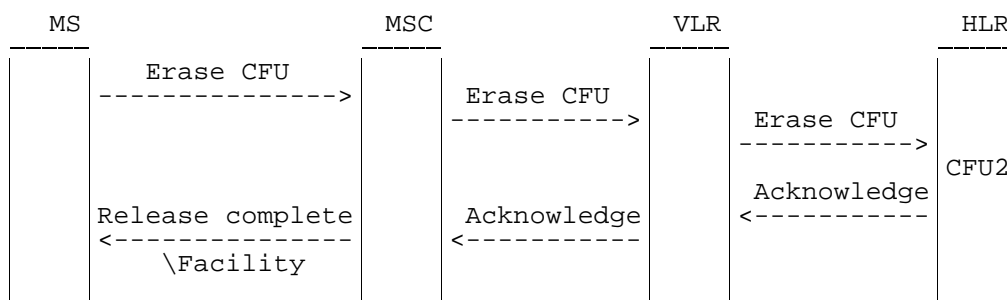 MS MSC VLR HLR
Erase CFU
--------------->
Erase CFU
----------->
Erase CFU
----------->
CFU2
Acknowledge
<-----------
Release complete Acknowledge
<--------------- <-----------
\Facility